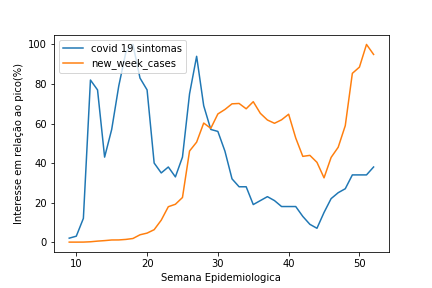 covid 19 sintomas
new_week_cases
Interesse em relação ao pico(%)
100
80
60
40
20
0
10 20 30 40 50
Semana Epidemiologica